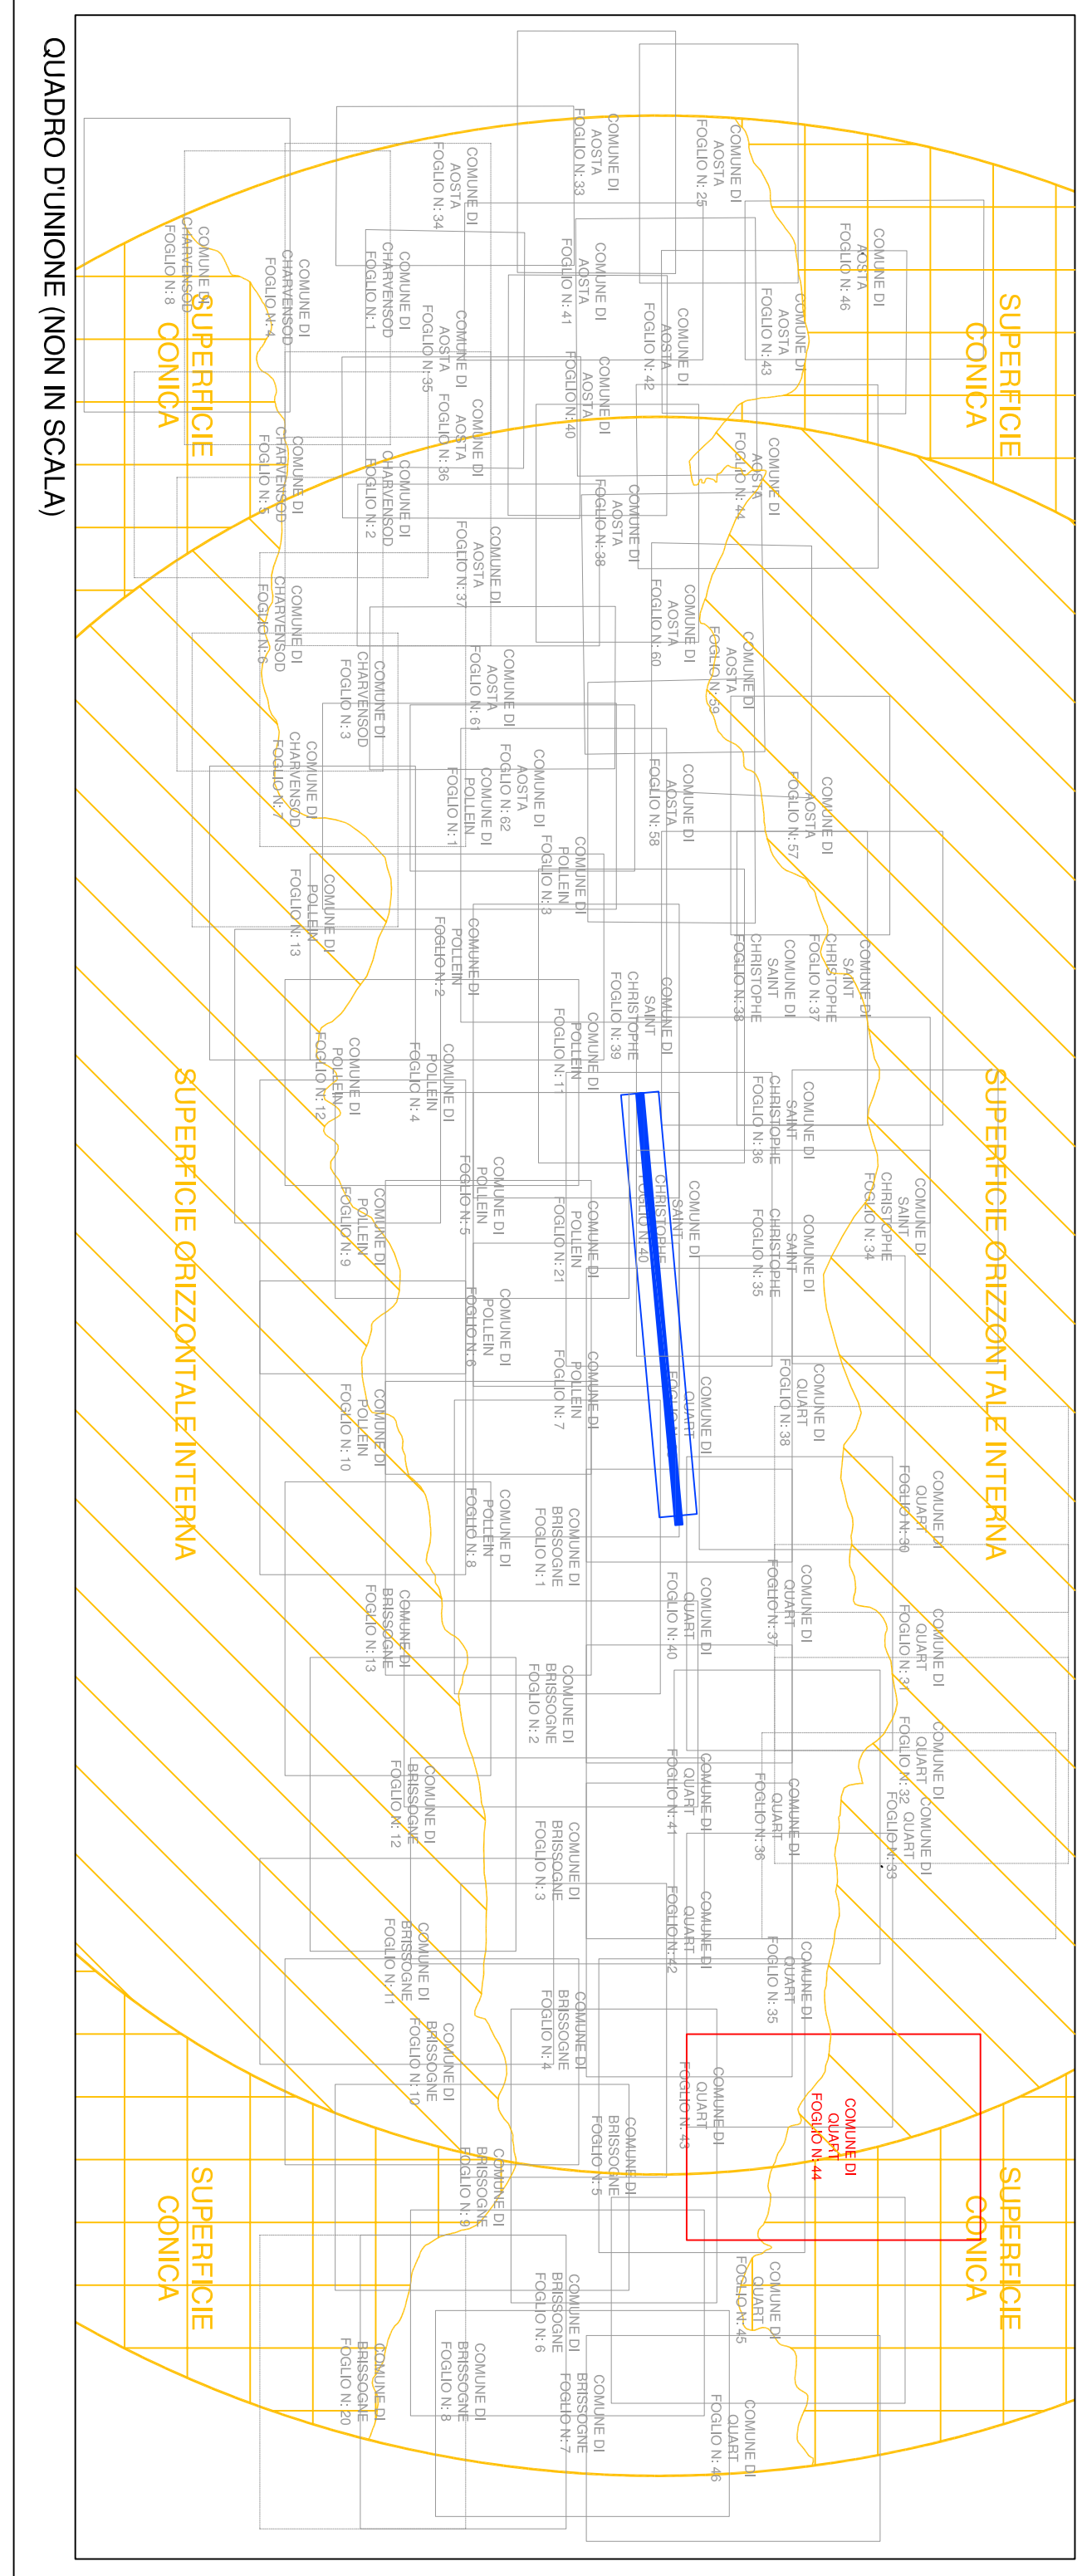 QUADRO D'UNIONE (NON IN SCALA)
SUPERFICIE
CONICA
SUPERFICIE
CONICA
SUPERFICIE ORIZZONTALE INTERNA
SUPERFICIE ORIZZONTALE INTERNA
SUPERFICIE
CONICA
SUPERFICIE
CONICA
COMUNE DI
AOSTA
FOGLIO N: 33
COMUNE DI
AOSTA
FOGLIO N: 25
COMUNE DI
AOSTA
FOGLIO N: 34
COMUNE DI
AOSTA
FOGLIO N: 46
COMUNE DI
CHARVENSOD
FOGLIO N: 8
COMUNE DI
CHARVENSOD
FOGLIO N: 4
COMUNE DI
CHARVENSOD
FOGLIO N: 1
COMUNE DI
AOSTA
FOGLIO N: 41
COMUNE DI
AOSTA
FOGLIO N: 43
COMUNE DI
AOSTA
FOGLIO N: 42
COMUNE DI
AOSTA
FOGLIO N: 35
COMUNE DI
AOSTA
FOGLIO N: 40
COMUNE DI
AOSTA
FOGLIO N: 36
COMUNE DI
CHARVENSOD
FOGLIO N: 5
COMUNE DI
CHARVENSOD
FOGLIO N: 2
COMUNE DI
AOSTA
FOGLIO N: 44
COMUNE DI
AOSTA
FOGLIO N: 38
COMUNE DI
AOSTA
FOGLIO N: 37
COMUNE DI
CHARVENSOD
FOGLIO N: 6
COMUNE DI
AOSTA
FOGLIO N: 60
COMUNE DI
AOSTA
FOGLIO N: 59
COMUNE DI
CHARVENSOD
FOGLIO N: 3
COMUNE DI
AOSTA
FOGLIO N: 61
COMUNE DI
CHARVENSOD
FOGLIO N: 7
COMUNE DI
AOSTA
FOGLIO N: 62
COMUNE DI
POLLEIN
FOGLIO N: 1
COMUNE DI
AOSTA
FOGLIO N: 58
COMUNE DI
AOSTA
FOGLIO N: 57
COMUNE DI
POLLEIN
FOGLIO N: 3
COMUNE DI
POLLEIN
FOGLIO N: 13
COMUNE DI
POLLEIN
FOGLIO N: 2
COMUNE DI
SAINT
CHRISTOPHE
FOGLIO N: 37
COMUNE DI
SAINT
CHRISTOPHE
FOGLIO N: 38
COMUNE DI
SAINT
CHRISTOPHE
FOGLIO N: 39
COMUNE DI
POLLEIN
FOGLIO N: 11
COMUNE DI
POLLEIN
FOGLIO N: 12
COMUNE DI
POLLEIN
FOGLIO N: 4
COMUNE DI
SAINT
CHRISTOPHE
FOGLIO N: 36
COMUNE DI
POLLEIN
FOGLIO N: 5
COMUNE DI
POLLEIN
FOGLIO N: 9
COMUNE DI
POLLEIN
FOGLIO N: 21
COMUNE DI
SAINT
CHRISTOPHE
FOGLIO N: 40
COMUNE DI
SAINT
CHRISTOPHE
FOGLIO N: 35
COMUNE DI
SAINT
CHRISTOPHE
FOGLIO N: 34
COMUNE DI
POLLEIN
FOGLIO N: 6
COMUNE DI
POLLEIN
FOGLIO N: 7
COMUNE DI
POLLEIN
FOGLIO N: 10
COMUNE DI
QUART
COMUNE DI
QUART
FOGLIO N: 38
COMUNE DI
QUART
FOGLIO N: 30
COMUNE DI
POLLEIN
FOGLIO N: 8
COMUNE DI
BRISSOGNE
FOGLIO N: 1
COMUNE DI
QUART
FOGLIO N: 37
COMUNE DI
QUART
FOGLIO N: 40
COMUNE DI
BRISSOGNE
FOGLIO N: 13
COMUNE DI
QUART
FOGLIO N: 31
COMUNE DI
BRISSOGNE
FOGLIO N: 2
COMUNE DI
QUART
FOGLIO N: 32
COMUNE DI
QUART
FOGLIO N: 33
COMUNE DI
QUART
FOGLIO N: 41
COMUNE DI
QUART
FOGLIO N: 36
COMUNE DI
BRISSOGNE
FOGLIO N: 12
COMUNE DI
BRISSOGNE
FOGLIO N: 3
COMUNE DI
QUART
FOGLIO N: 42
COMUNE DI
BRISSOGNE
FOGLIO N: 11
COMUNE DI
QUART
FOGLIO N: 35
COMUNE DI
BRISSOGNE
FOGLIO N: 4
COMUNE DI
BRISSOGNE
FOGLIO N: 10
COMUNE DI
QUART
FOGLIO N: 43
COMUNE DI
QUART
FOGLIO N: 44
COMUNE DI
BRISSOGNE
FOGLIO N: 5
COMUNE DI
BRISSOGNE
FOGLIO N: 9
COMUNE DI
QUART
FOGLIO N: 45
COMUNE DI
BRISSOGNE
FOGLIO N: 6
COMUNE DI
BRISSOGNE
FOGLIO N: 20
COMUNE DI
BRISSOGNE
FOGLIO N: 8
COMUNE DI
BRISSOGNE
FOGLIO N: 7
COMUNE DI
QUART
FOGLIO N: 46